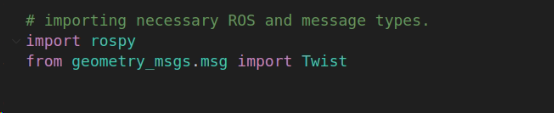 # importing necessary ROS and message types.
import rospy
from geometry_msgs.msg import Twist